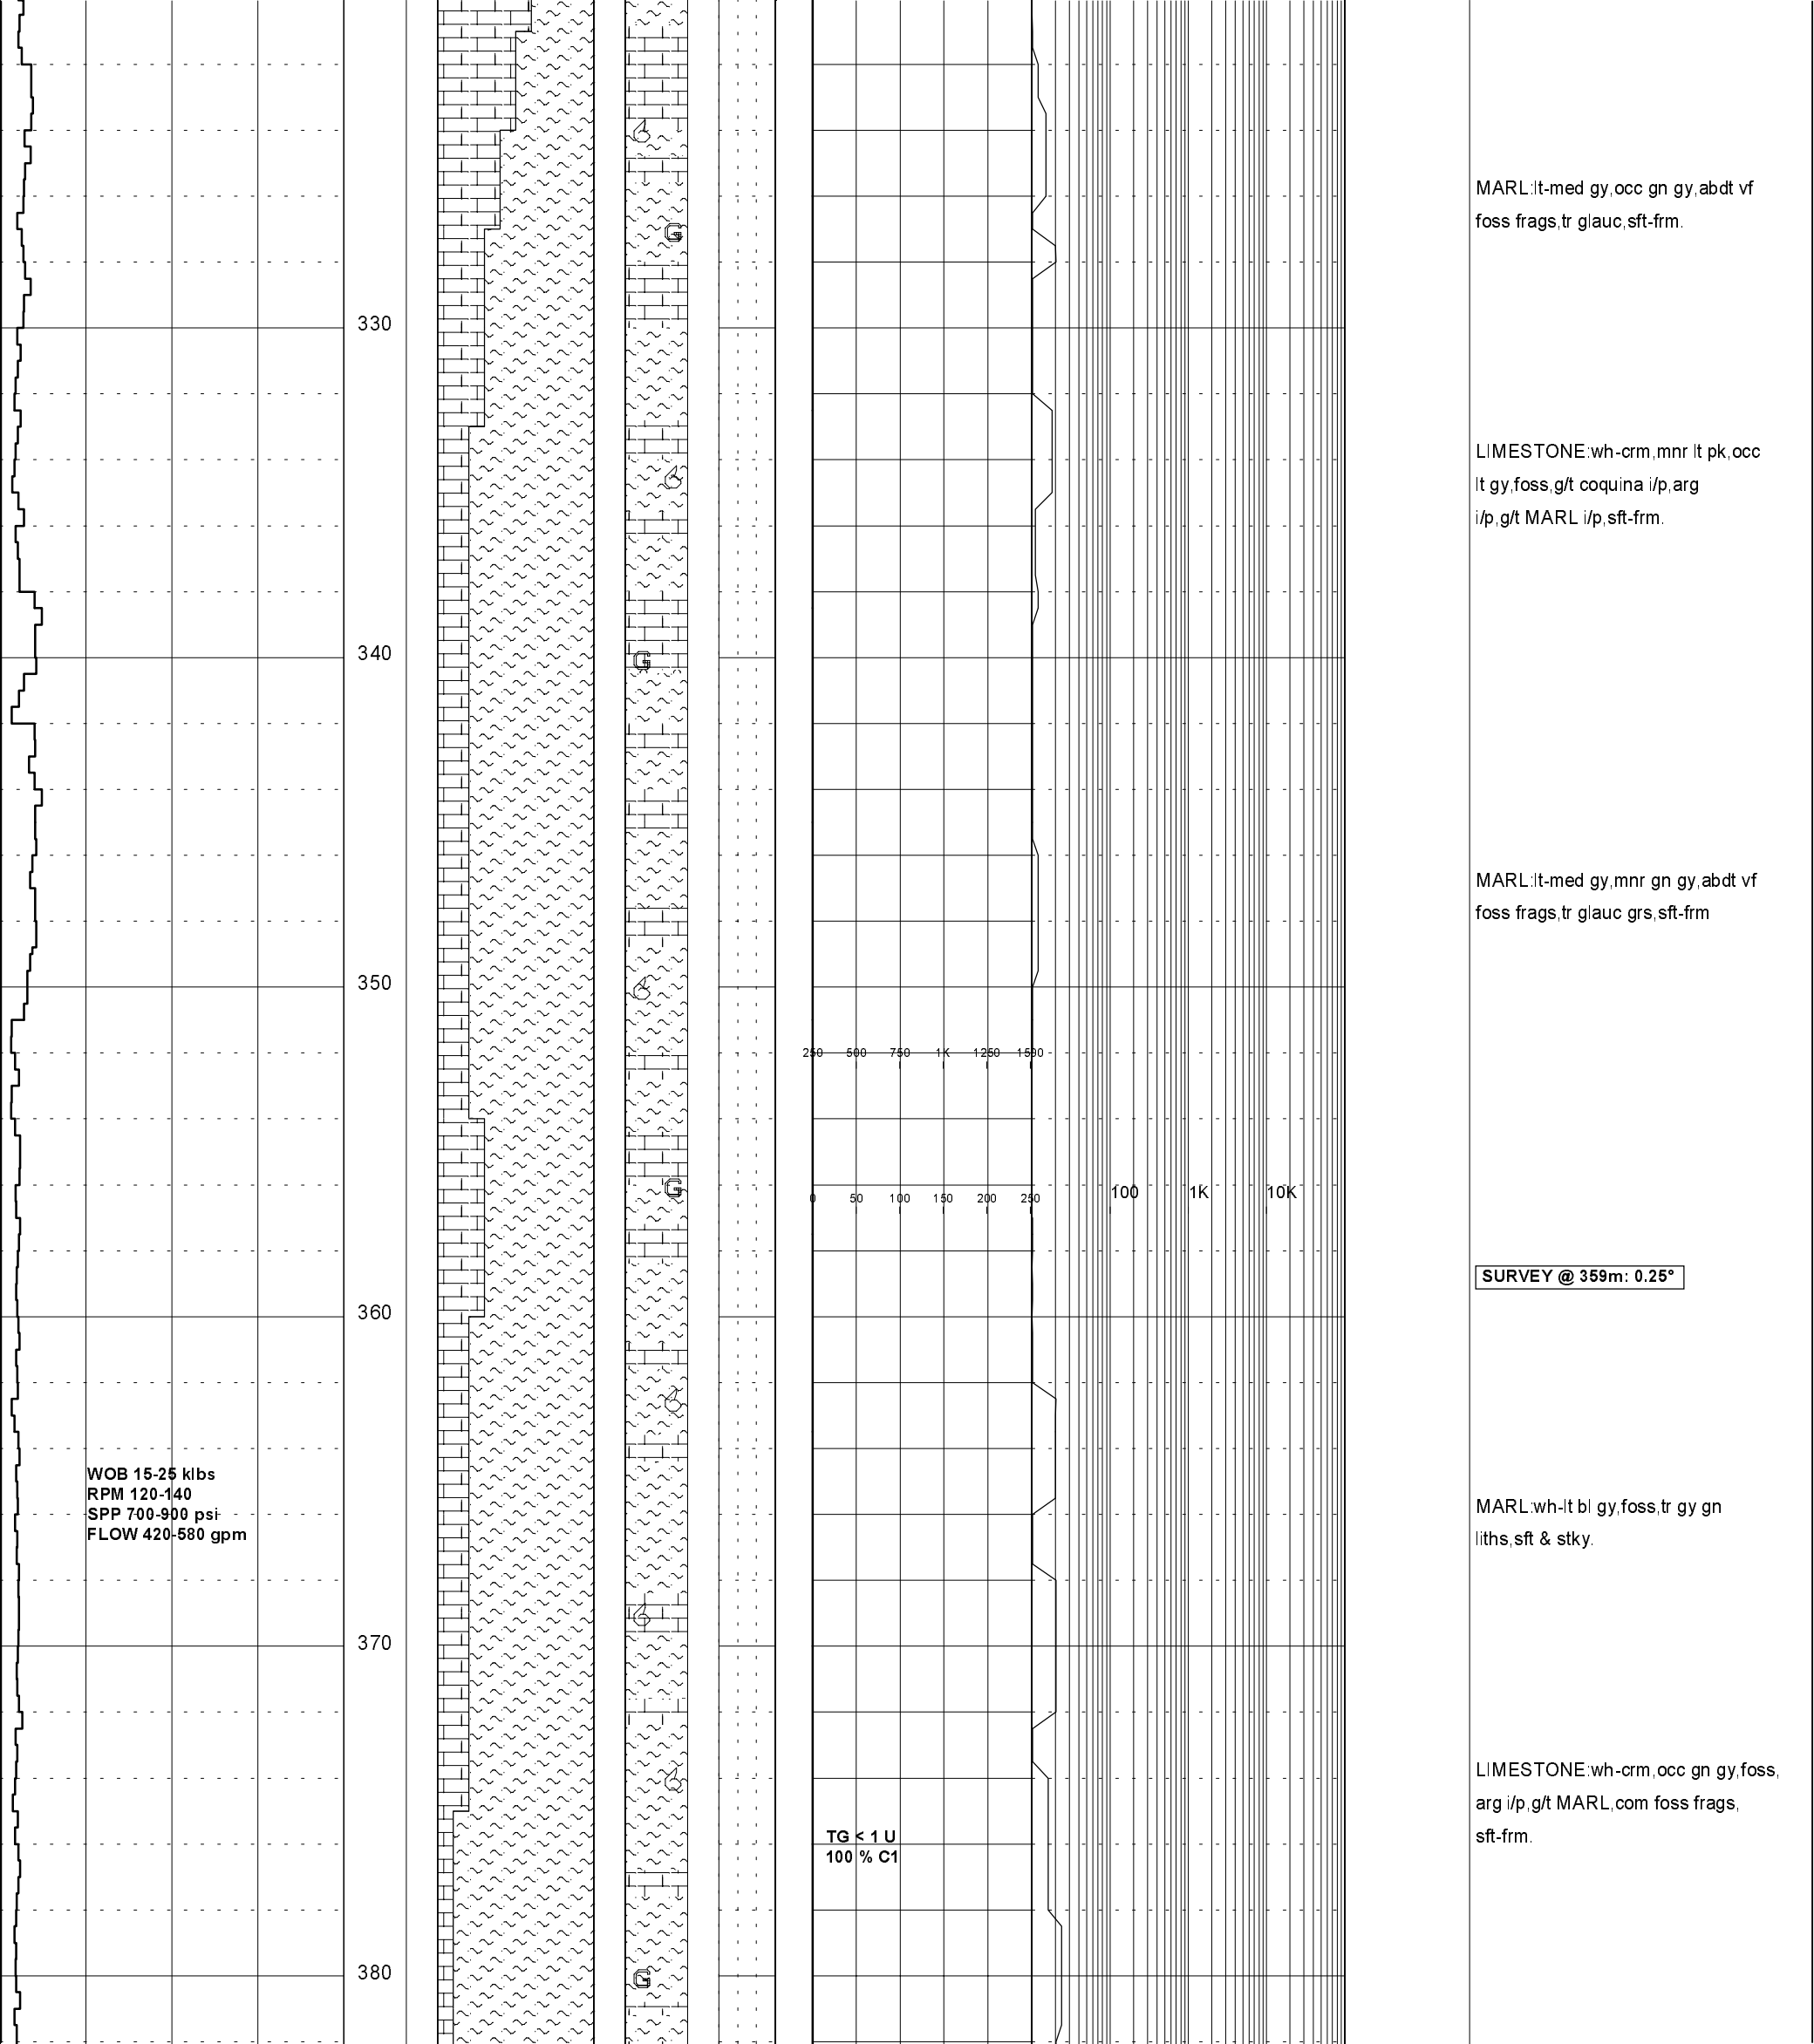 MARL:lt-med gy,occ gn gy,abdt vf
foss frags,tr glauc,sft-frm.
G
330
LIMESTONE:wh-crm,mnr lt pk,occ
lt gy,foss,g/t coquina i/p,arg
i/p,g/t MARL i/p,sft-frm.
340
G
MARL:lt-med gy,mnr gn gy,abdt vf
foss frags,tr glauc grs,sft-frm
350
250 500 750 1K 1250 1500
G
0 50 100 150 200 250 100 1K 10K
SURVEY @ 359m: 0.25°
360
WOB 15-25 klbs
RPM 120-140
SPP 700-900 psi
FLOW 420-580 gpm
MARL:wh-lt bl gy,foss,tr gy gn
liths,sft & stky.
370
LIMESTONE:wh-crm,occ gn gy,foss,
arg i/p,g/t MARL,com foss frags,
sft-frm.
TG < 1 U
100 % C1
380
G